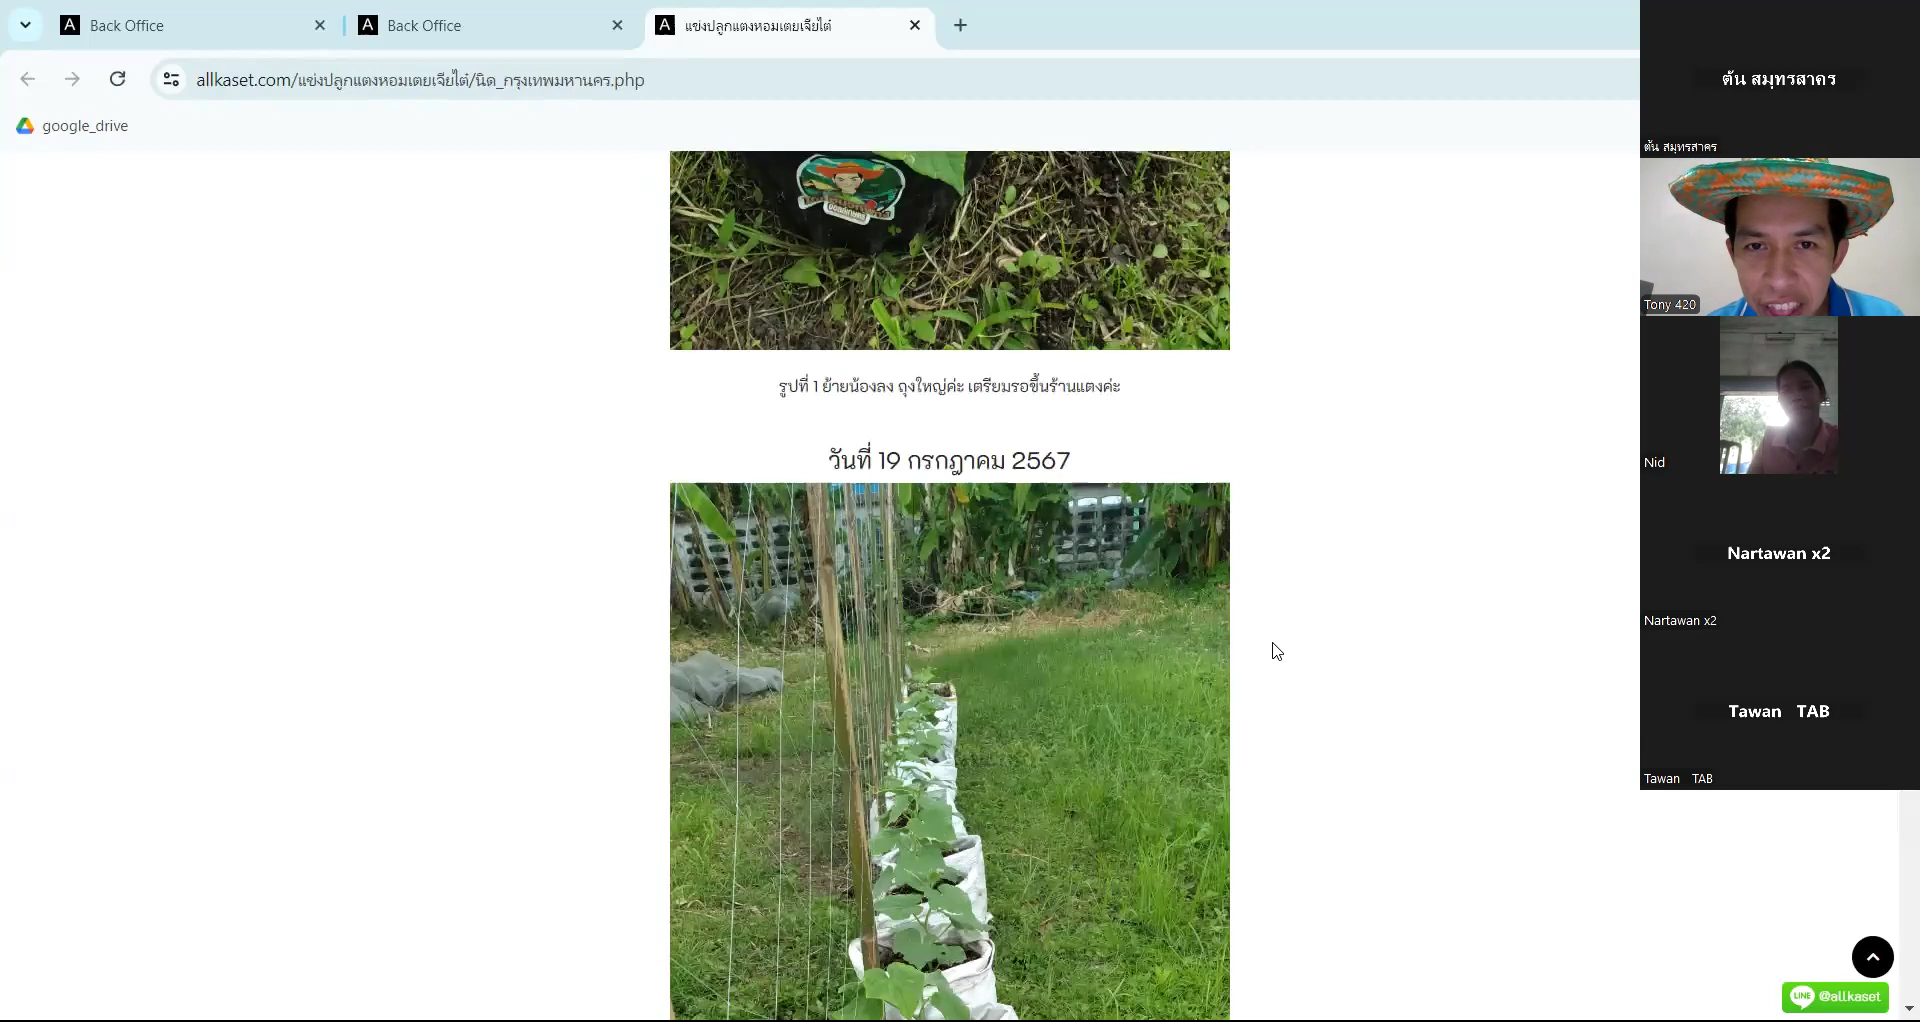 Back Office
Back Office
แข่งปลูกแตงหอมเตยเจียไต๋
allkaset.com/แข่งปลูกแตงหอมเตยเจียไต๋/นิด_กรุงเทพมหานคร.php
google_drive
รูปที่ 1 ย้ายน้องลง ถุงใหญ่ค่ะ เตรียมรอขึ้นร้านแตงค่ะ
วันที่ 19 กรกฎาคม 2567
ต้น สมุทรสาคร
ต้น สมุทรสาคร
Tony 420
Nid
Nartawan x2
Nartawan x2
Tawan TAB
Tawan TAB
LINE @allkaset